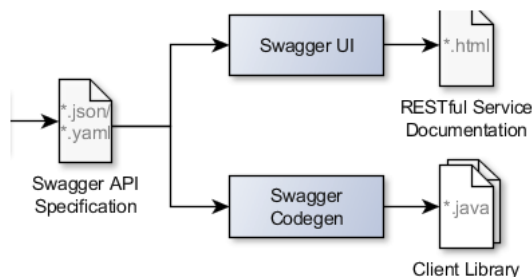 Swagger UI
*.html
RESTful Service
Documentation
*.json/
*.yaml
Swagger API
Specification
Swagger
Codegen
*.java
Client Library